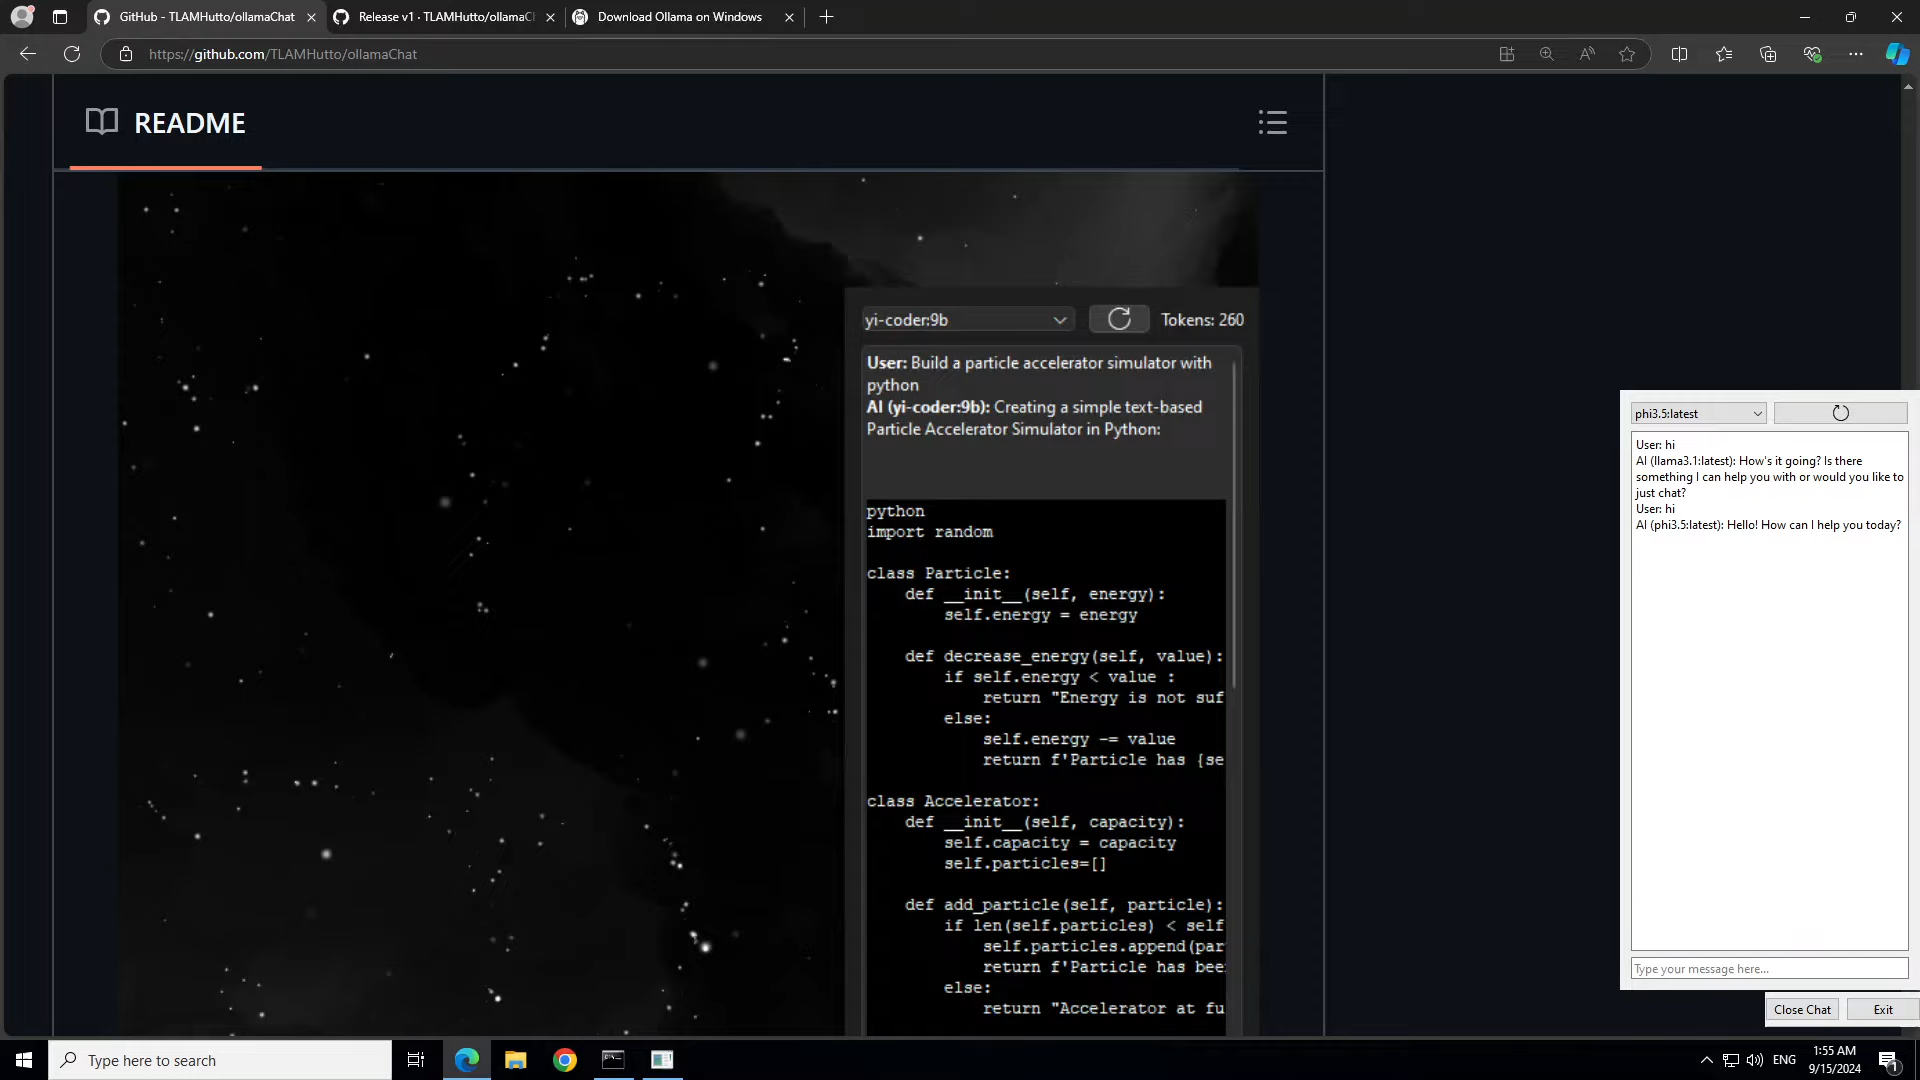 GitHub - TLAMHutto/ollamaChat
Release v1 · TLAMHutto/ollamaC
Download Ollama on Windows
https://github.com/TLAMHutto/ollamaChat
README
yi-coder:9b
Tokens: 260
User: Build a particle accelerator simulator with
python
AI (yi-coder:9b): Creating a simple text-based
Particle Accelerator Simulator in Python:
python
import random
class Particle:
def __init__(self, energy):
self.energy = energy
def decrease_energy(self, value):
if self.energy < value :
return "Energy is not suf
else:
self.energy -= value
return f'Particle has {se
class Accelerator:
def __init__(self, capacity):
self.capacity = capacity
self.particles=[]
def add_particle(self, particle):
if len(self.particles) < self
self.particles.append(par
return f'Particle has bee
else:
return "Accelerator at fu
phi3.5:latest
User: hi
AI (llama3.1:latest): How's it going? Is there
something I can help you with or would you like to
just chat?
User: hi
AI (phi3.5:latest): Hello! How can I help you today?
Type your message here...
Close Chat
Exit
Type here to search
ENG
1:55 AM
9/15/2024
1